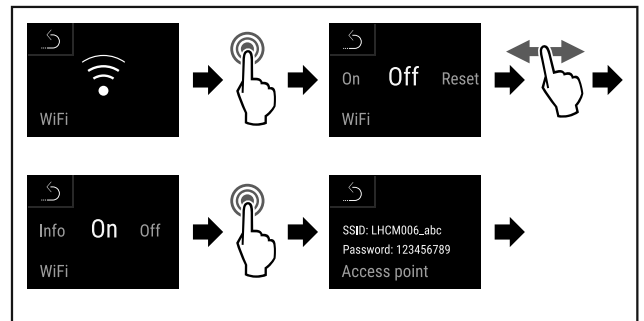 WiFi
On Off Reset
WiFi
Info On Off
WiFi
SSID: LHCM006_abc
Password: 123456789
Access point